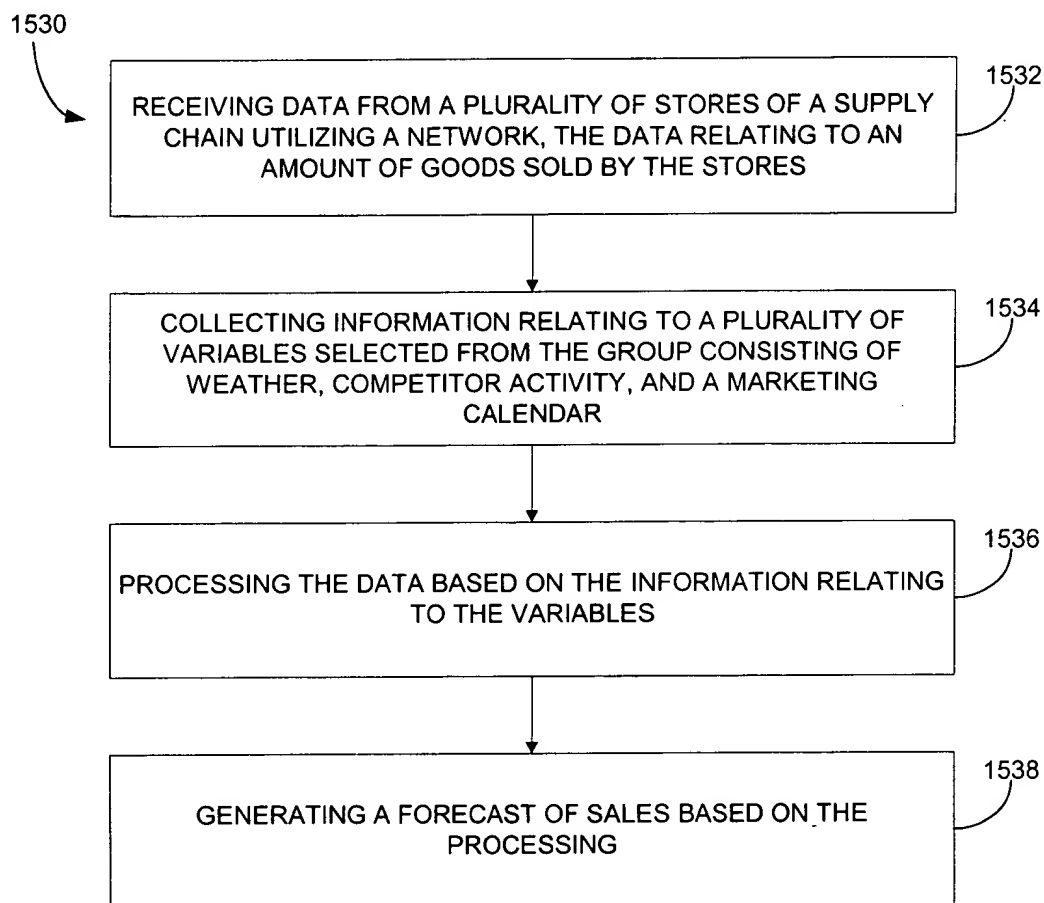 1530
1532
RECEIVING DATA FROM A PLURALITY OF STORES OF A SUPPLY
CHAIN UTILIZING A NETWORK, THE DATA RELATING TO AN
AMOUNT OF GOODS SOLD BY THE STORES
1534
COLLECTING INFORMATION RELATING TO A PLURALITY OF
VARIABLES SELECTED FROM THE GROUP CONSISTING OF
WEATHER, COMPETITOR ACTIVITY, AND A MARKETING
CALENDAR
1536
PROCESSING THE DATA BASED ON THE INFORMATION RELATING
TO THE VARIABLES
1538
GENERATING A FORECAST OF SALES BASED ON THE
PROCESSING